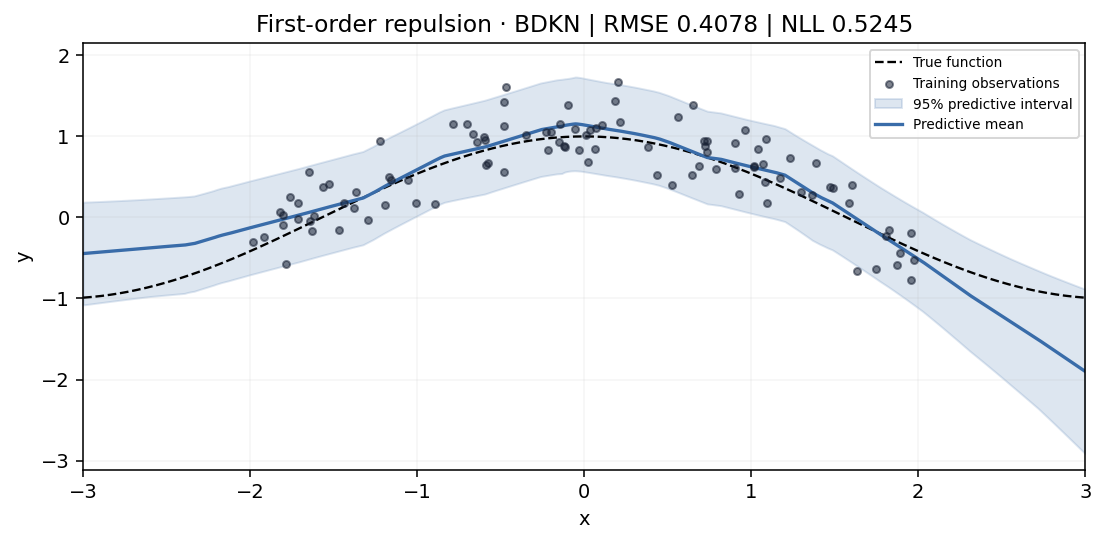 First-order repulsion · BDKN | RMSE 0.4078 | NLL 0.5245
True function
Training observations
95% predictive interval
Predictive mean
2
1
0
−1
−2
−3
y
−3
−2
−1
0
1
2
3
x